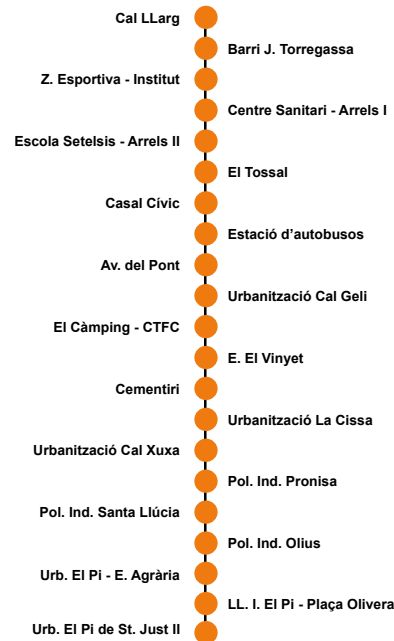 Cal LLarg
Barri J. Torregassa
Z. Esportiva - Institut
Centre Sanitari - Arrels I
Escola Setelsis - Arrels II
El Tossal
Casal Cívic
Estació d'autobusos
Av. del Pont
Urbanització Cal Geli
El Càmping - CTFC
E. El Vinyet
Cementiri
Urbanització La Cissa
Urbanització Cal Xuxa
Pol. Ind. Pronisa
Pol. Ind. Santa Llúcia
Pol. Ind. Olius
Urb. El Pi - E. Agrària
LL. I. El Pi - Plaça Olivera
Urb. El Pi de St. Just II